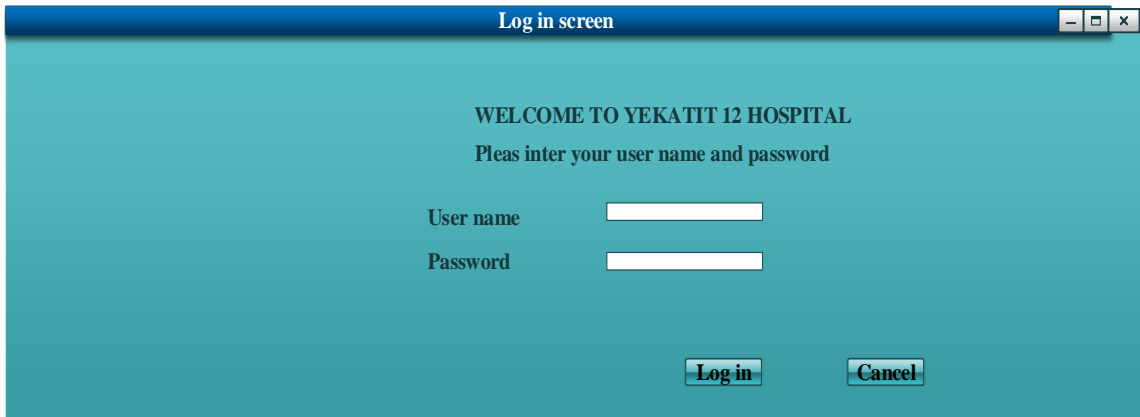 Log in screen
WELCOME TO YEKATIT 12 HOSPITAL
Pleas inter your user name and password
User name
Password
Log in Cancel